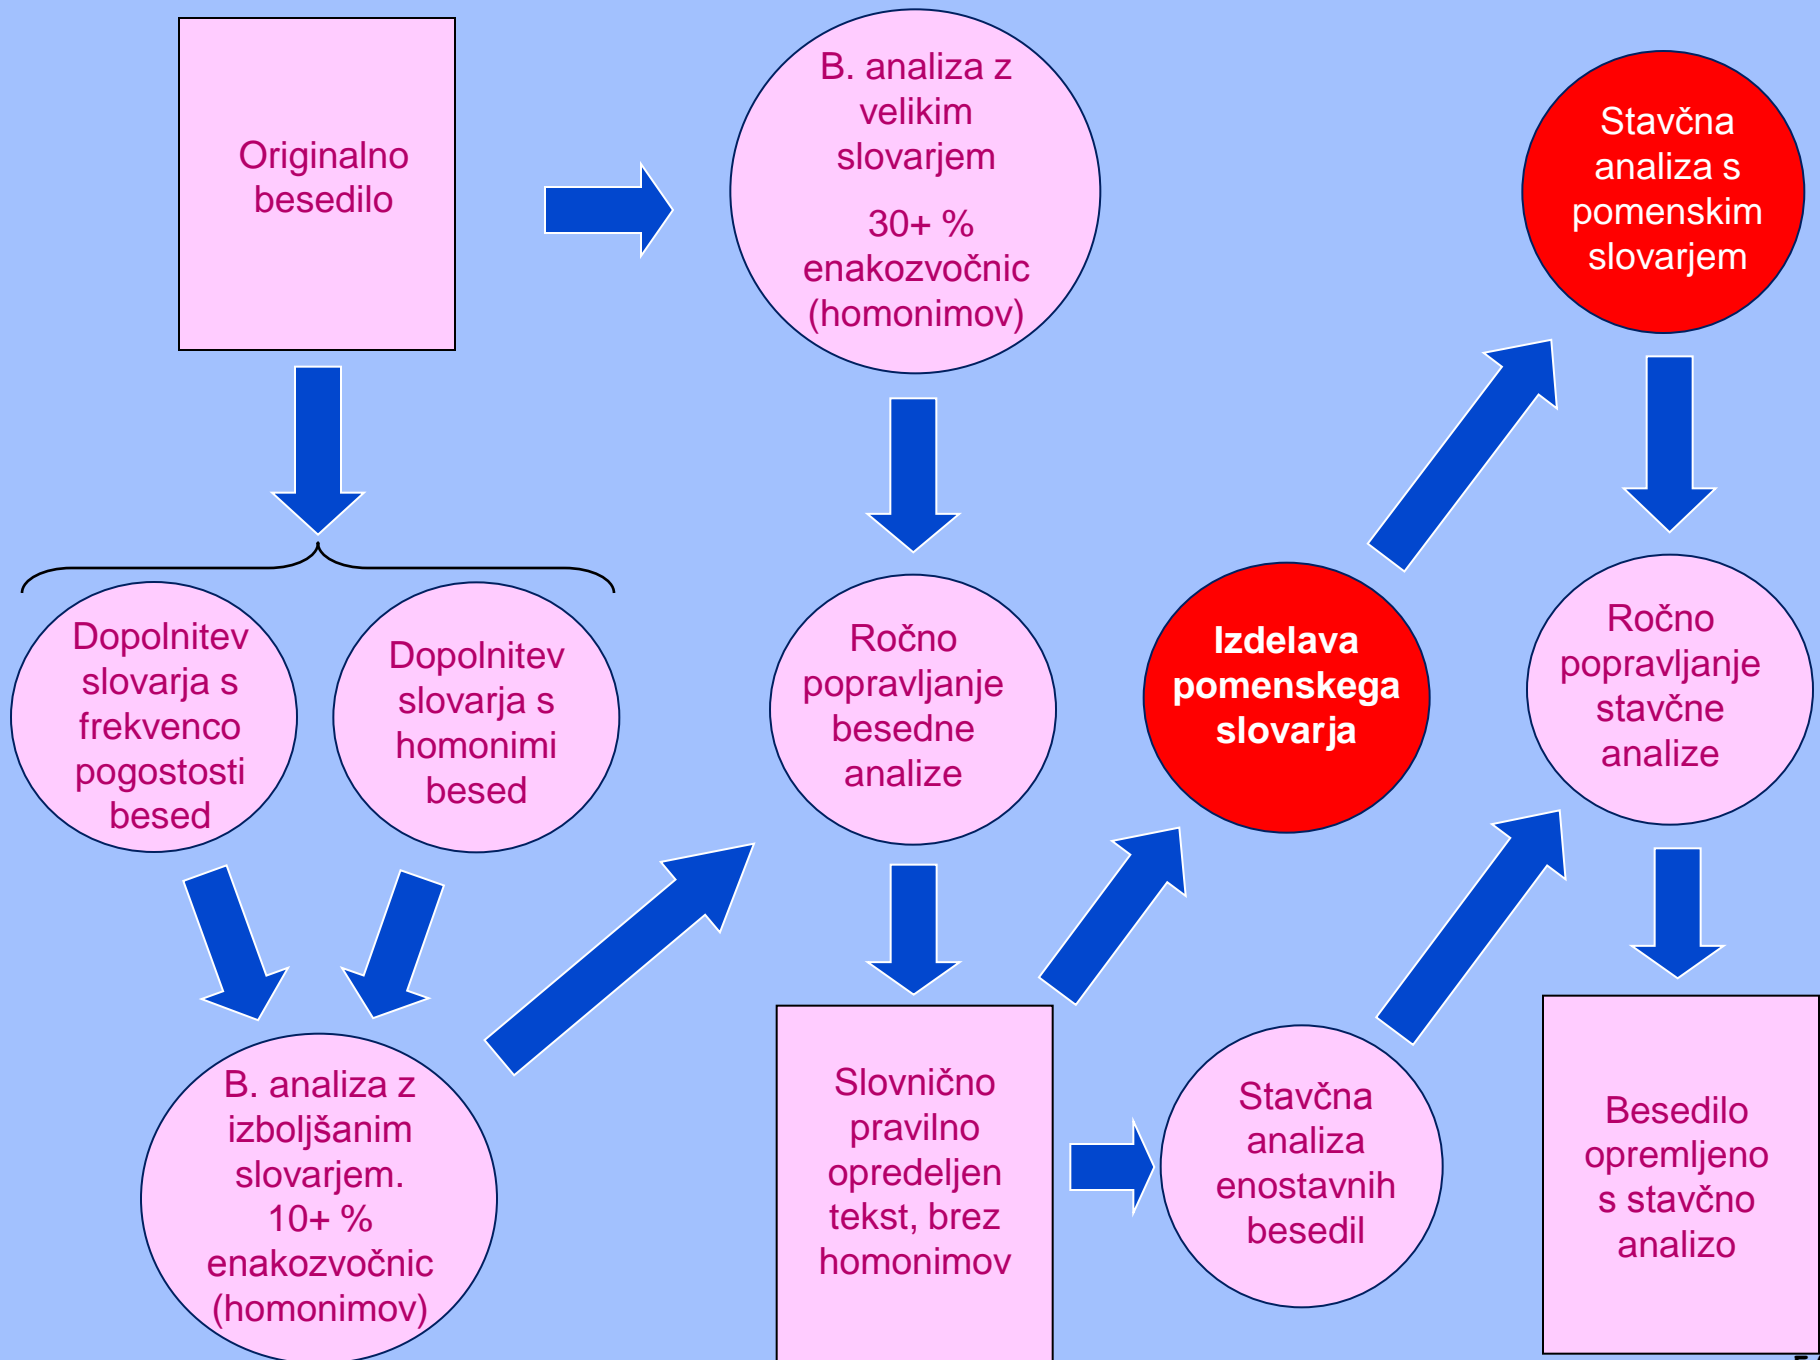 Originalno
besedilo
B. analiza z
velikim
slovarjem
30+ %
enakozvočnic
(homonimov)
Stavčna
analiza s
pomenskim
slovarjem
Dopolnitev
slovarja s
frekvenco
pogostosti
besed
Dopolnitev
slovarja s
homonimi
besed
Ročno
popravljanje
besedne
analize
Izdelava
pomenskega
slovarja
Ročno
popravljanje
stavčne
analize
B. analiza z
izboljšanim
slovarjem.
10+ %
enakozvočnic
(homonimov)
Slovnično
pravilno
opredeljen
tekst, brez
homonimov
Stavčna
analiza
enostavnih
besedil
Besedilo
opremljeno
s stavčno
analizo